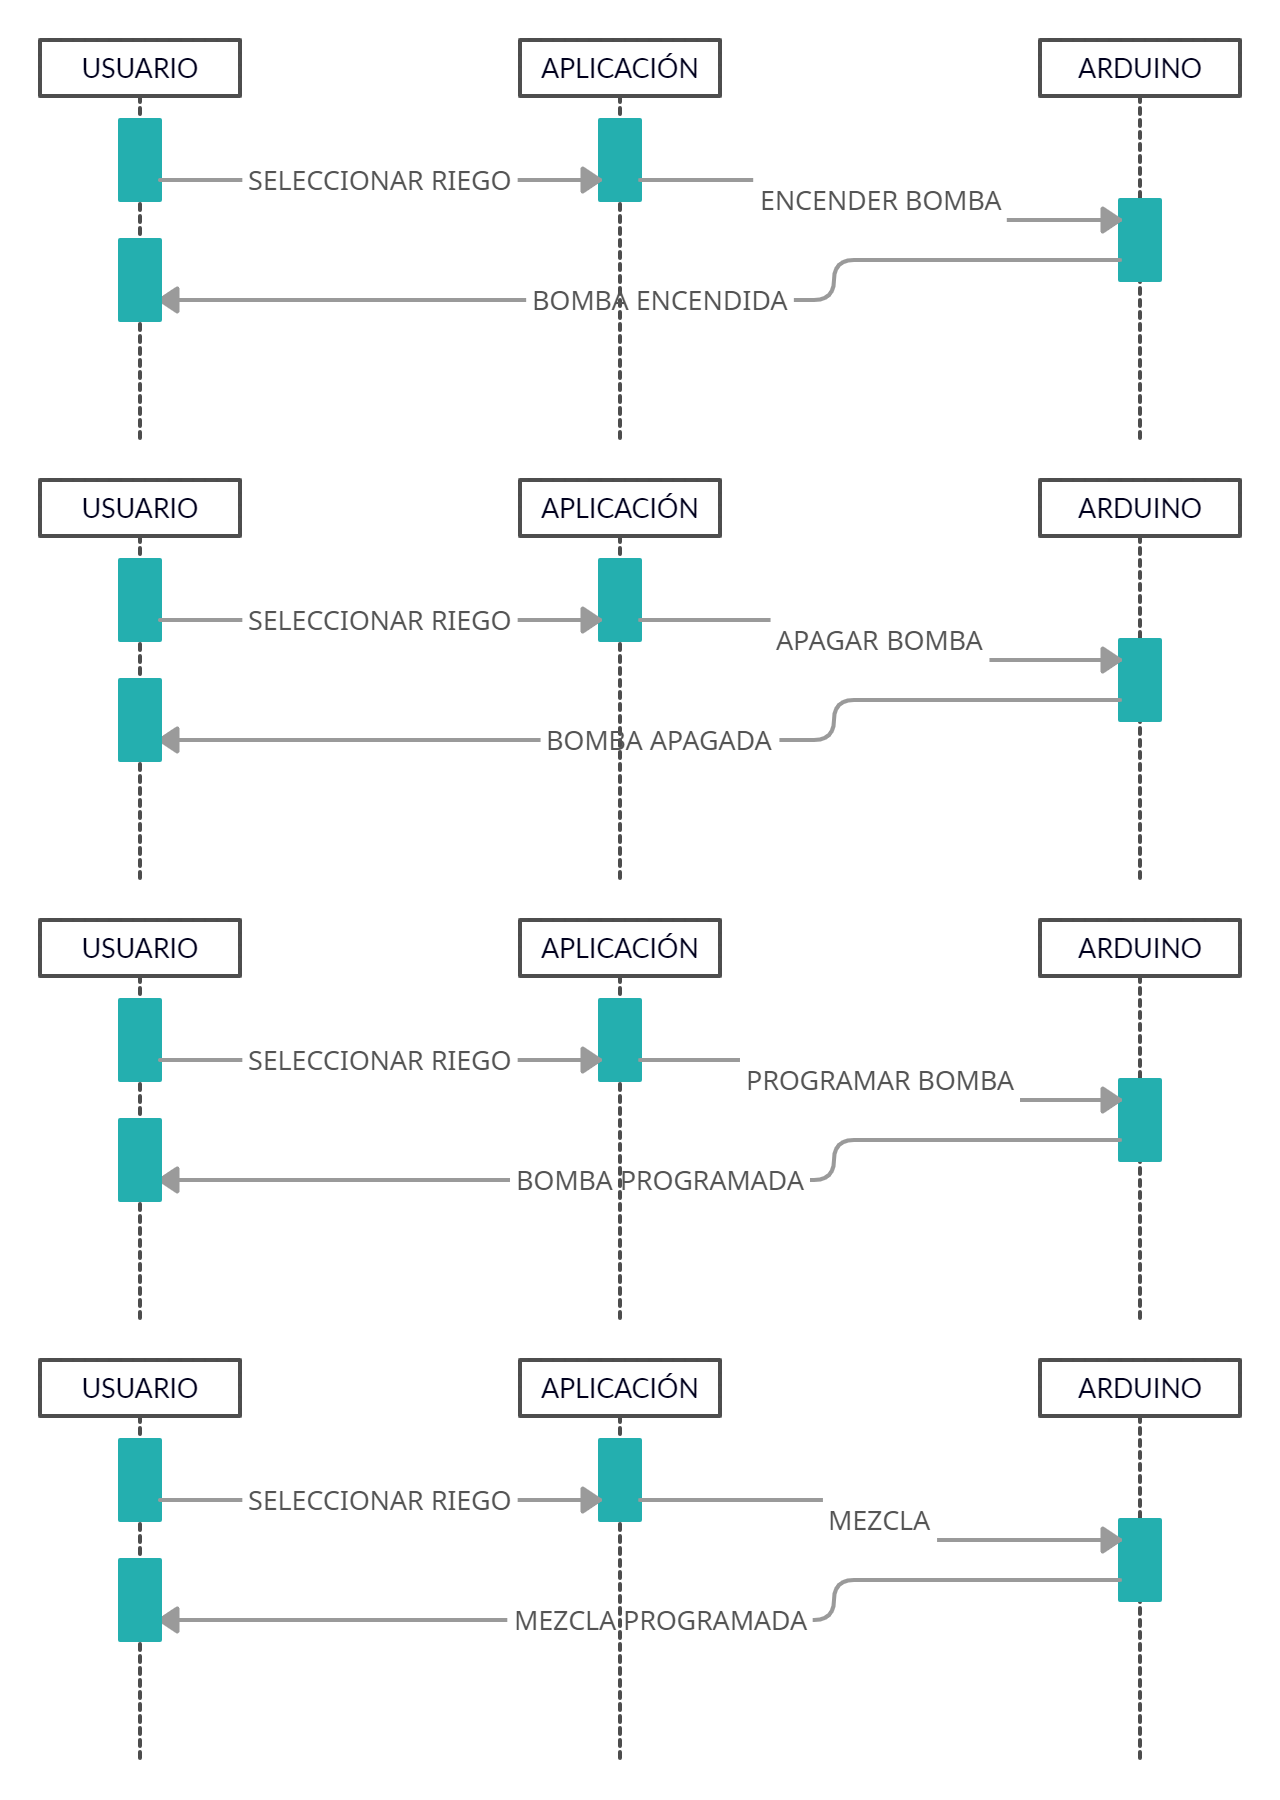 USUARIO
APLICACIÓN
ARDUINO
SELECCIONAR RIEGO
ENCENDER BOMBA
BOMBA ENCENDIDA
USUARIO
APLICACIÓN
ARDUINO
SELECCIONAR RIEGO
APAGAR BOMBA
BOMBA APAGADA
USUARIO
APLICACIÓN
ARDUINO
SELECCIONAR RIEGO
PROGRAMAR BOMBA
BOMBA PROGRAMADA
USUARIO
APLICACIÓN
ARDUINO
SELECCIONAR RIEGO
MEZCLA
MEZCLA PROGRAMADA